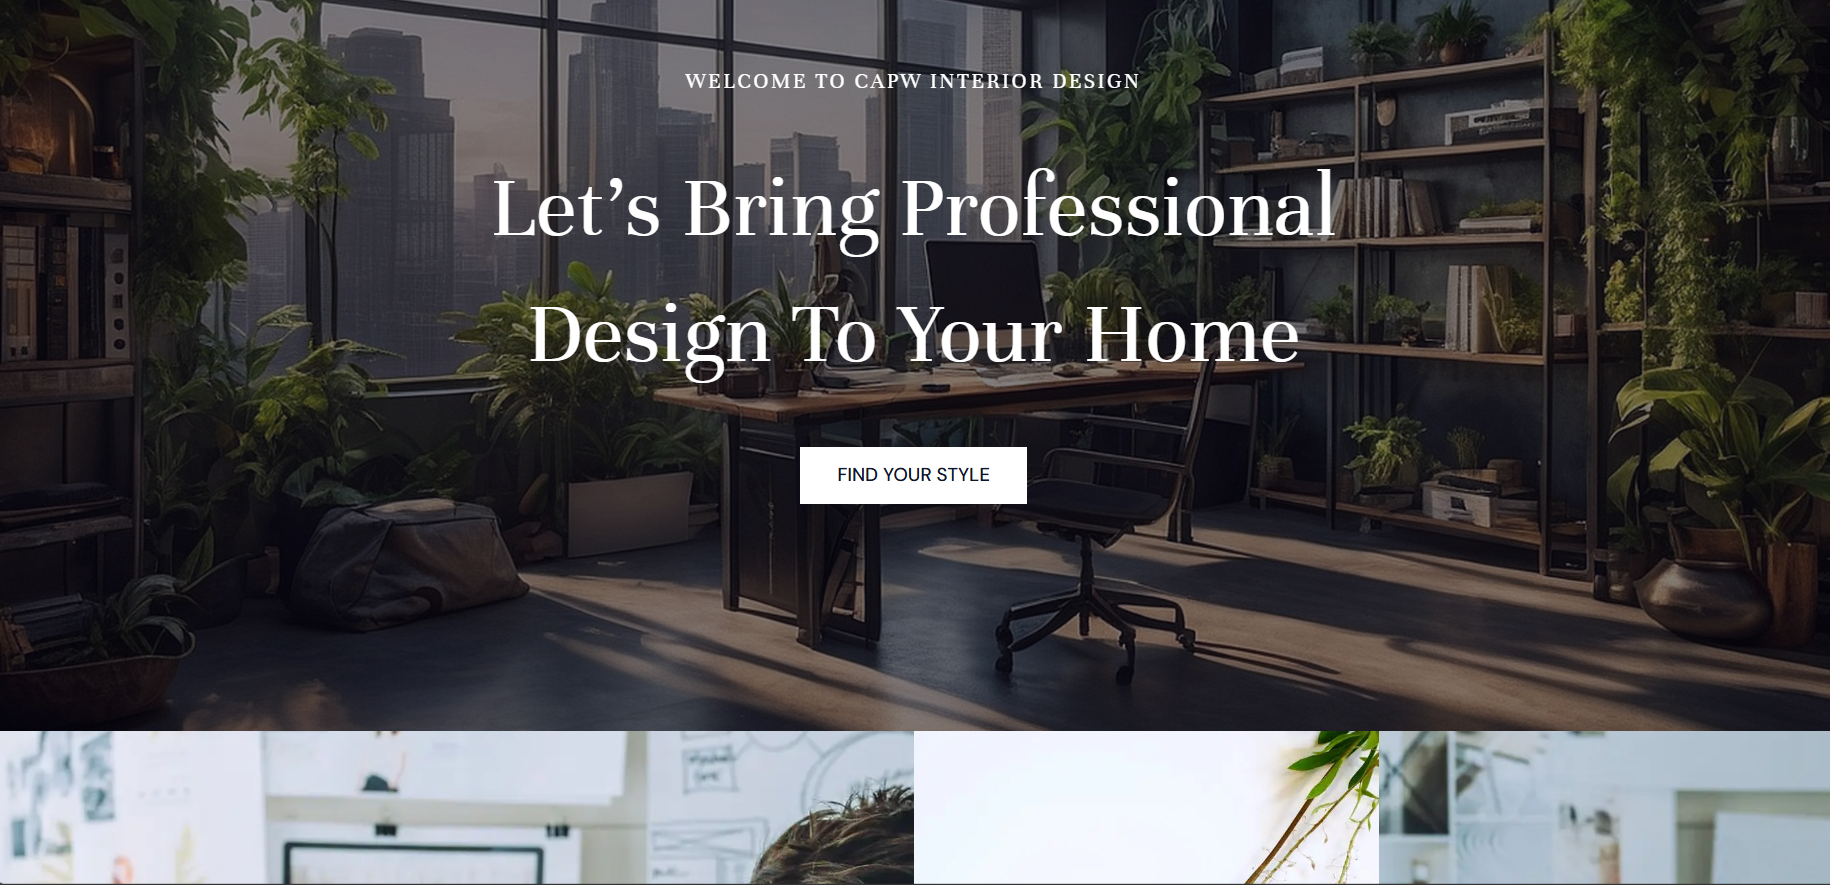 WELCOME TO CAPW INTERIOR DESIGN
Let’s Bring Professional
Design To Your Home
FIND YOUR STYLE